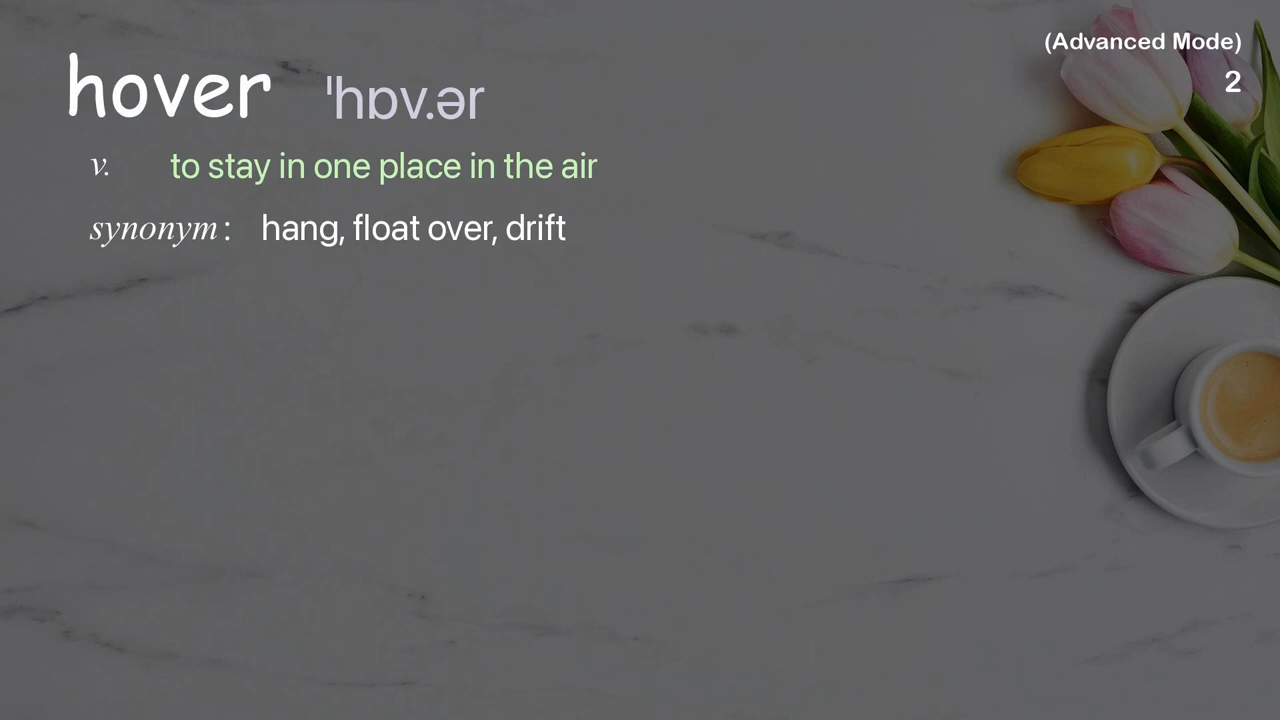 (Advanced Mode)
2
hover ˈhɒv.ər
v. to stay in one place in the air
synonym : hang, float over, drift